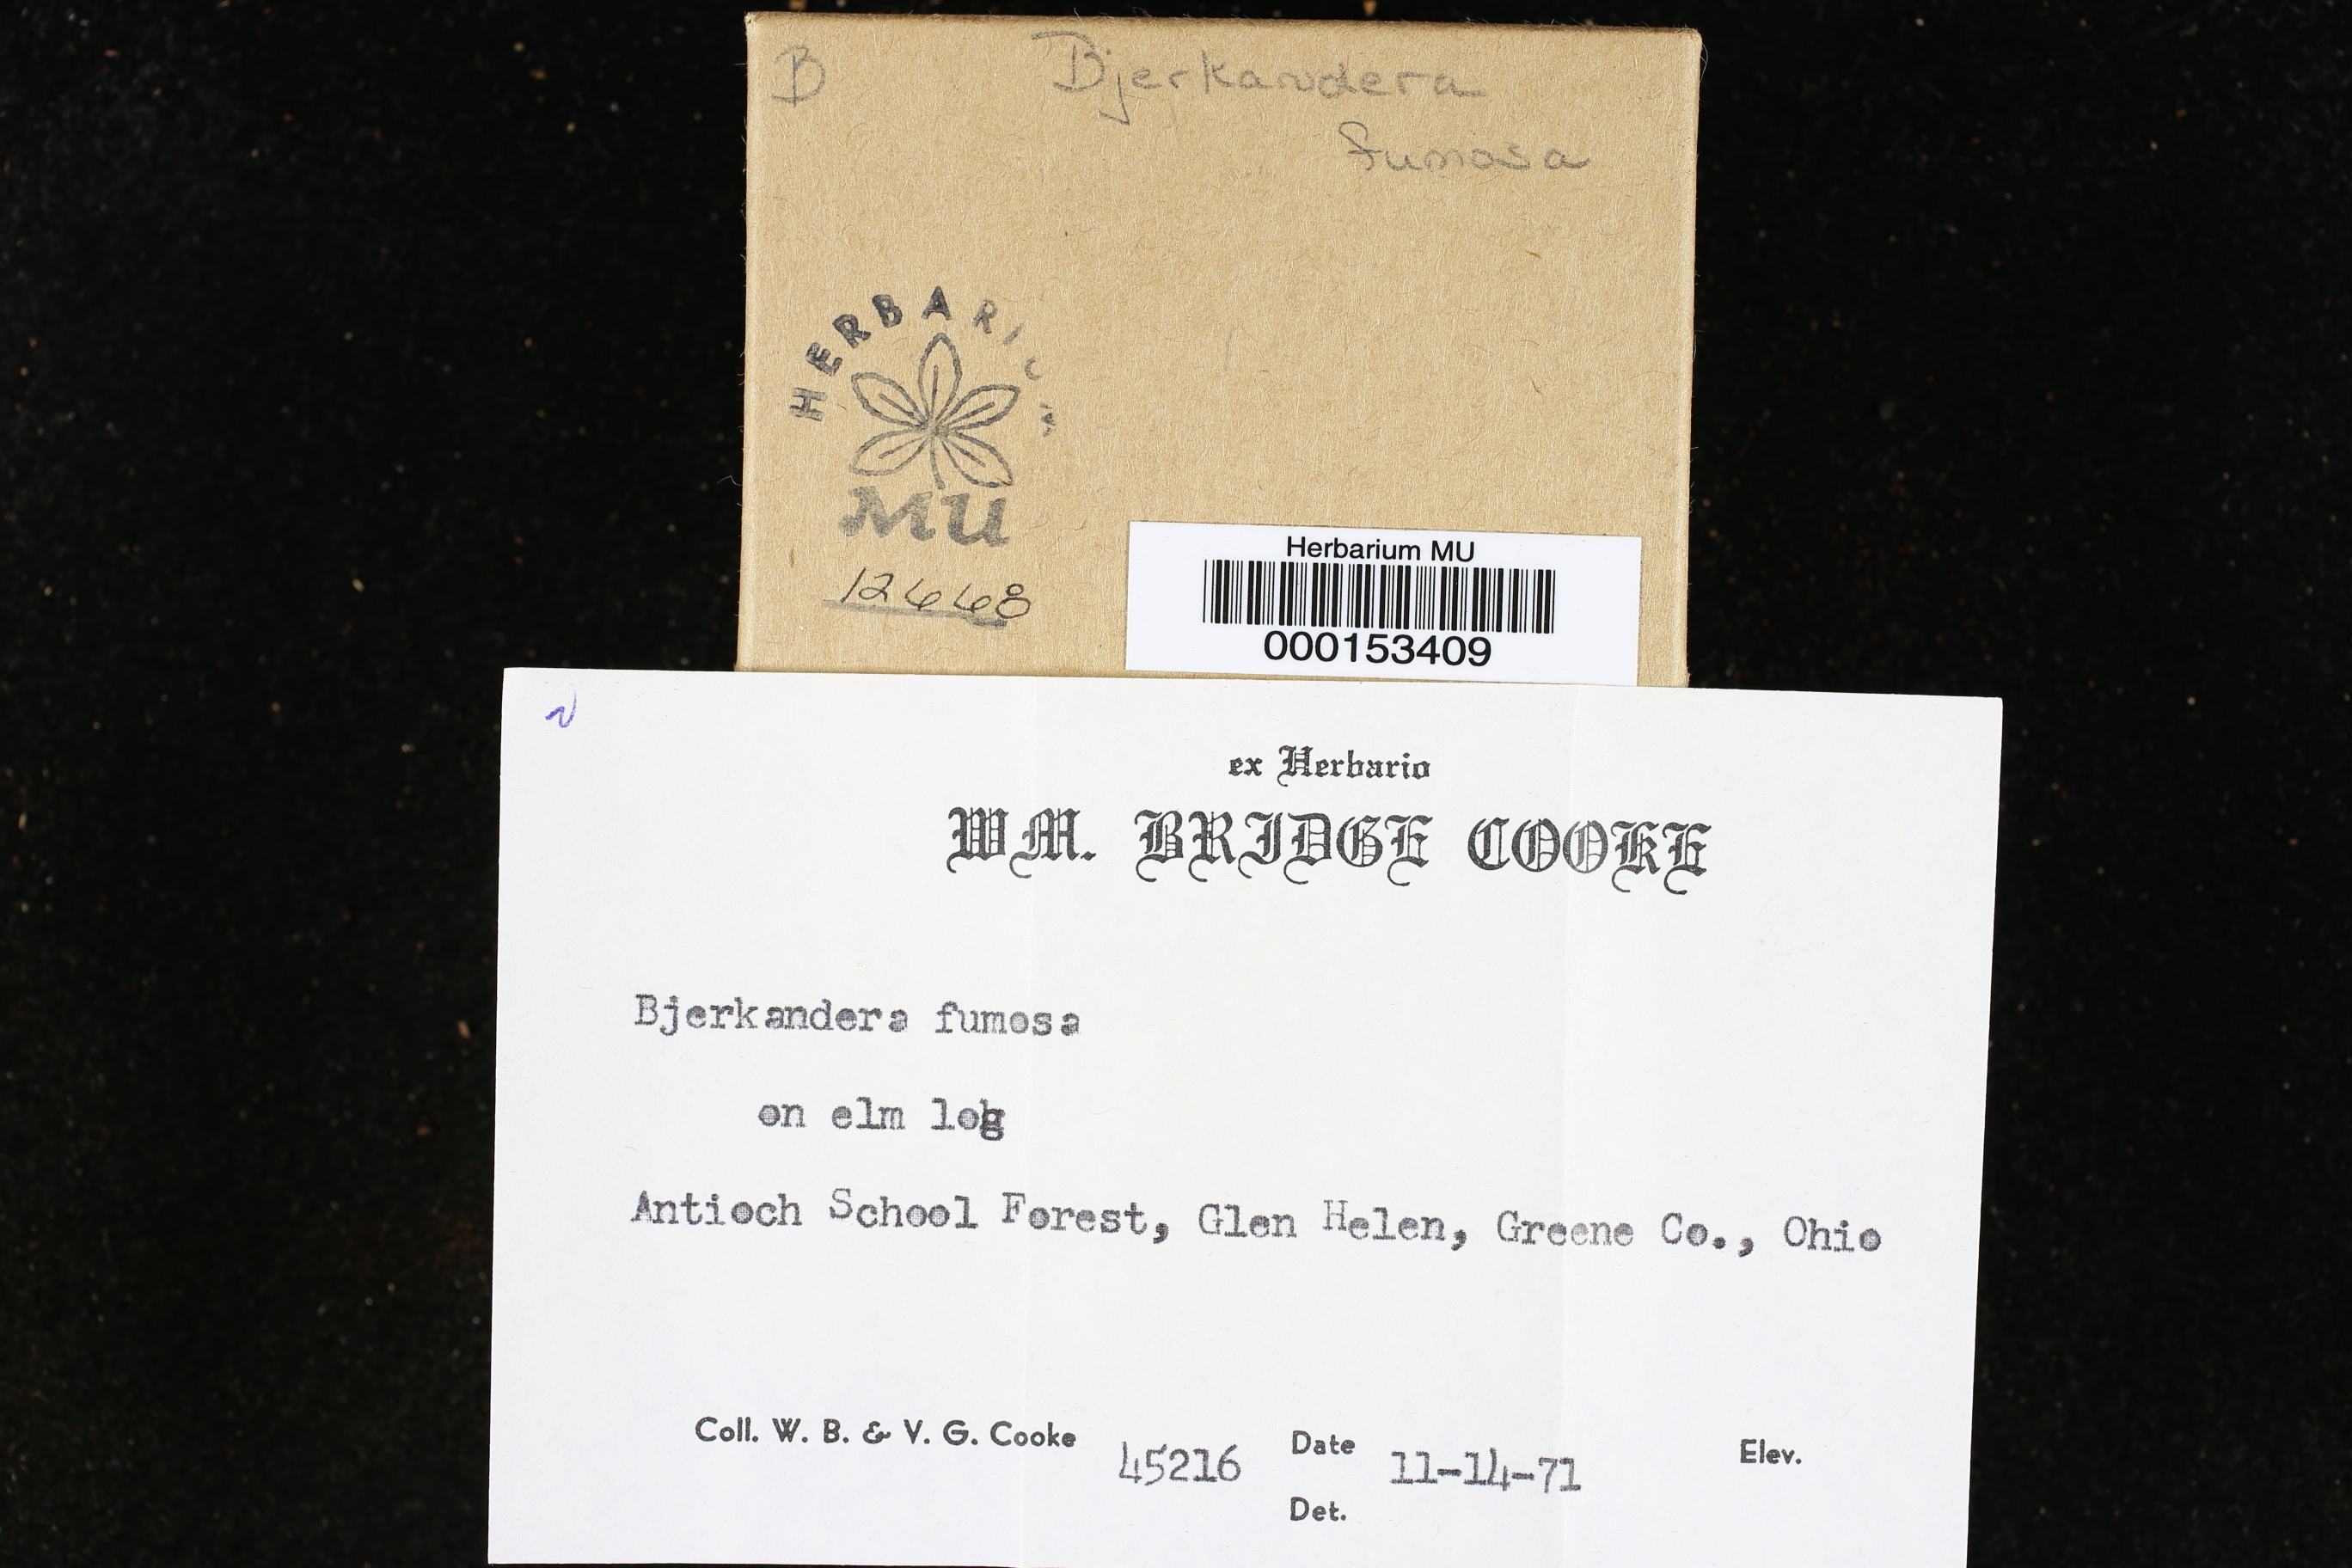 B
Bjerkandera
fumosa
HERBARIUM
MU
12668
Herbarium MU
000153409
ex Herbario
WM. BRIDGE COOKE
Bjerkandera fumosa
on elm log
Antioch School Forest, Glen Helen, Greene Co., Ohio
Coll. W. B. & V. G. Cooke 45216 Date 11-14-71 Elev.
Det.